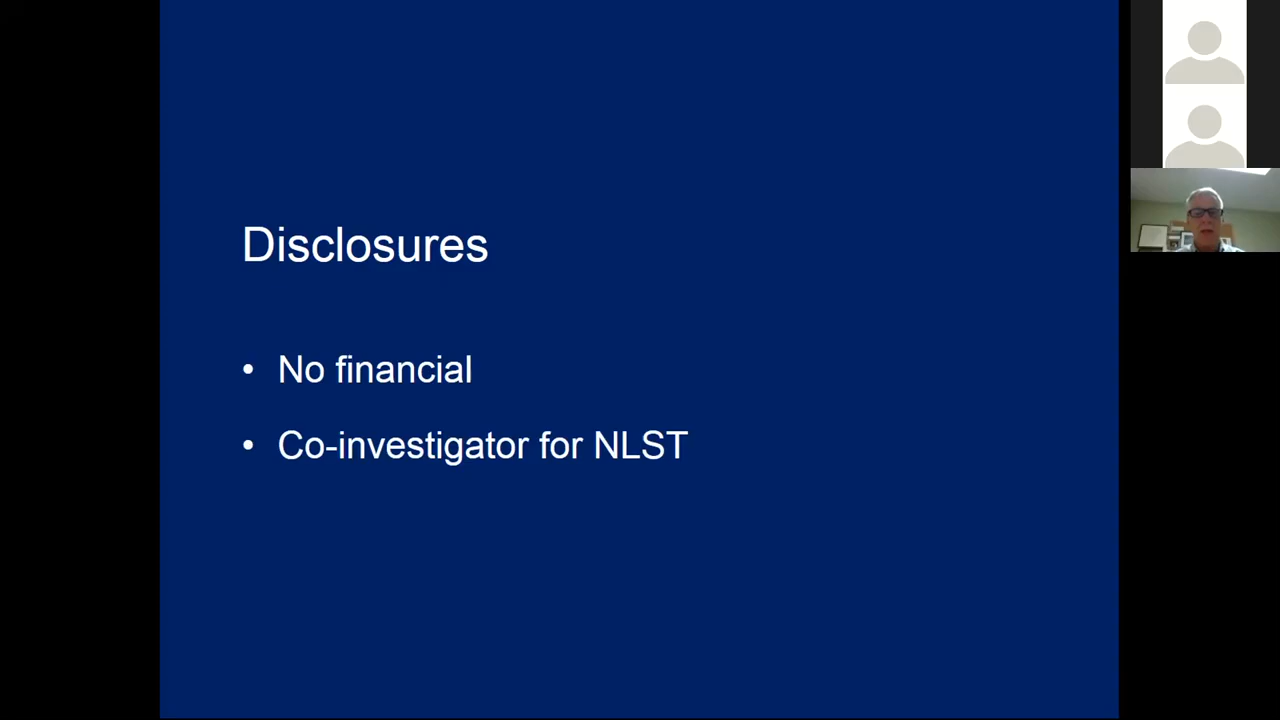 Disclosures
• No financial
• Co-investigator for NLST